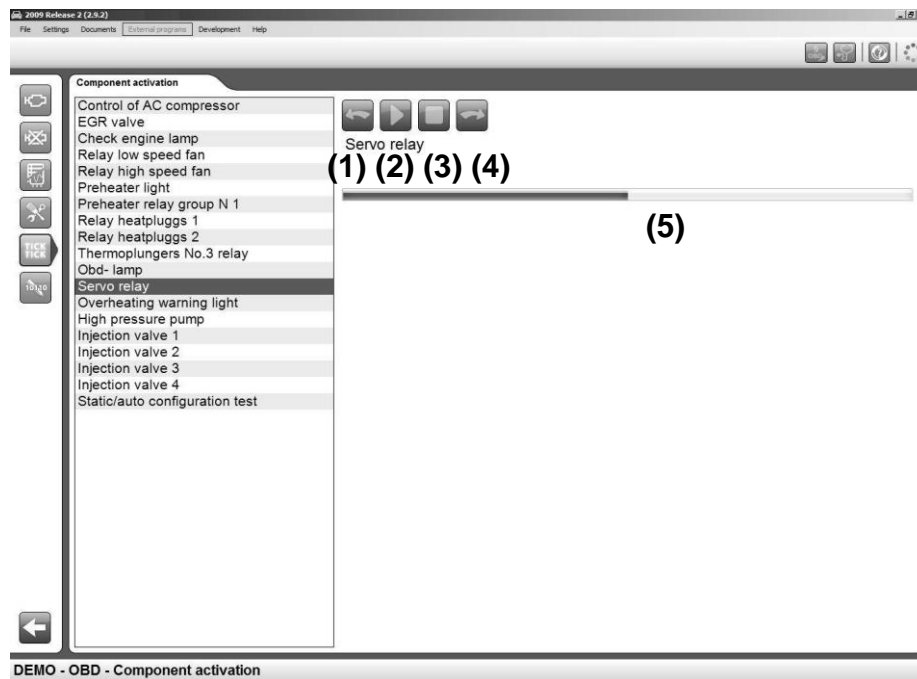 2009 Release 2 (2.9.2)
File Settings Documents External programs Development Help
Component activation
Control of AC compressor
EGR valve
Check engine lamp
Relay low speed fan
Relay high speed fan
Preheater light
Preheater relay group N 1
Relay heatpluggs 1
Relay heatpluggs 2
Thermoplungers No.3 relay
Obd- lamp
Servo relay
Overheating warning light
High pressure pump
Injection valve 1
Injection valve 2
Injection valve 3
Injection valve 4
Static/auto configuration test
Servo relay
(1) (2) (3) (4)
(5)
TICK
TICK
DEMO - OBD - Component activation